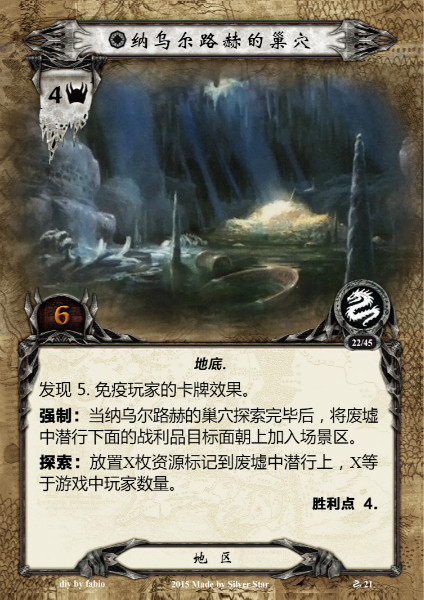 纳乌尔路赫的巢穴
4
6
22/45
地底.
发现 5. 免疫玩家的卡牌效果。
强制：当纳乌尔路赫的巢穴探索完毕后，将废墟
中潜行下面的战利品目标面朝上加入场景区。
探索：放置X枚资源标记到废墟中潜行上，X等
于游戏中玩家数量。
胜利点 4.
地区
diy by fabio 2015 Made by Silver Star 21